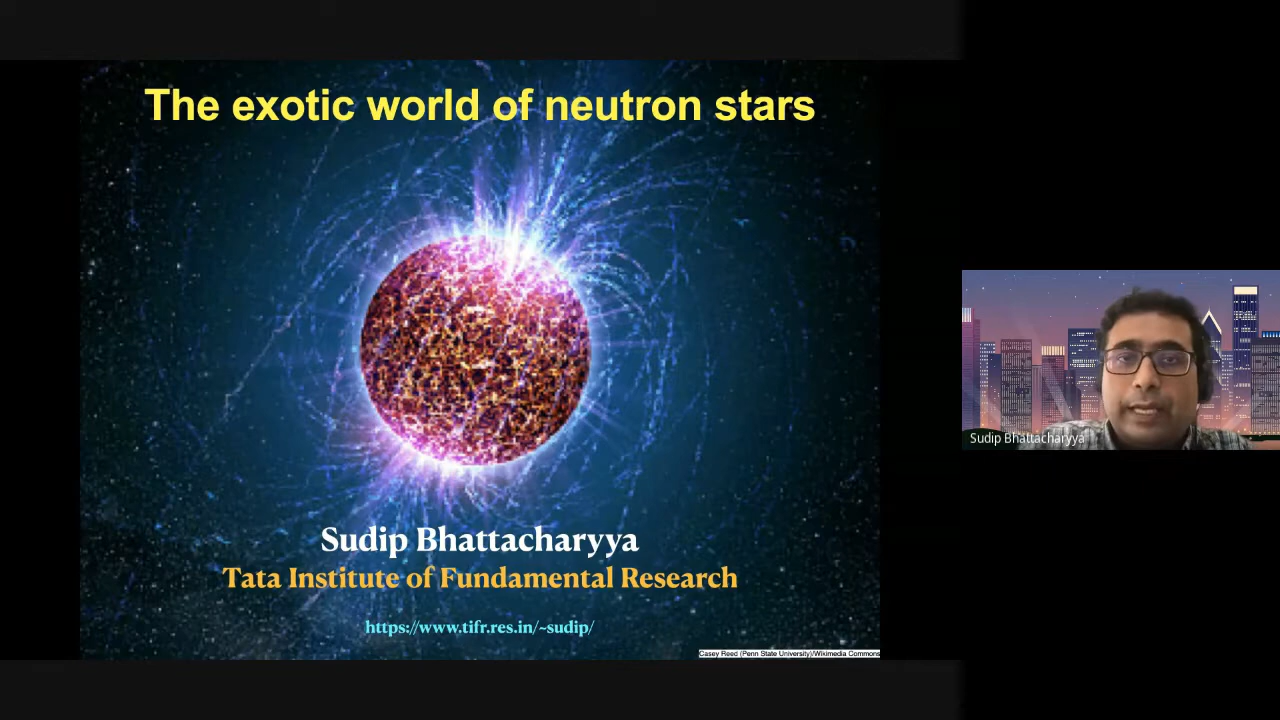 The exotic world of neutron stars
Sudip Bhattacharyya
Tata Institute of Fundamental Research
https://www.tifr.res.in/~sudip/
Casey Reed (Penn State University)/Wikimedia Commons
Sudip Bhattacharyya